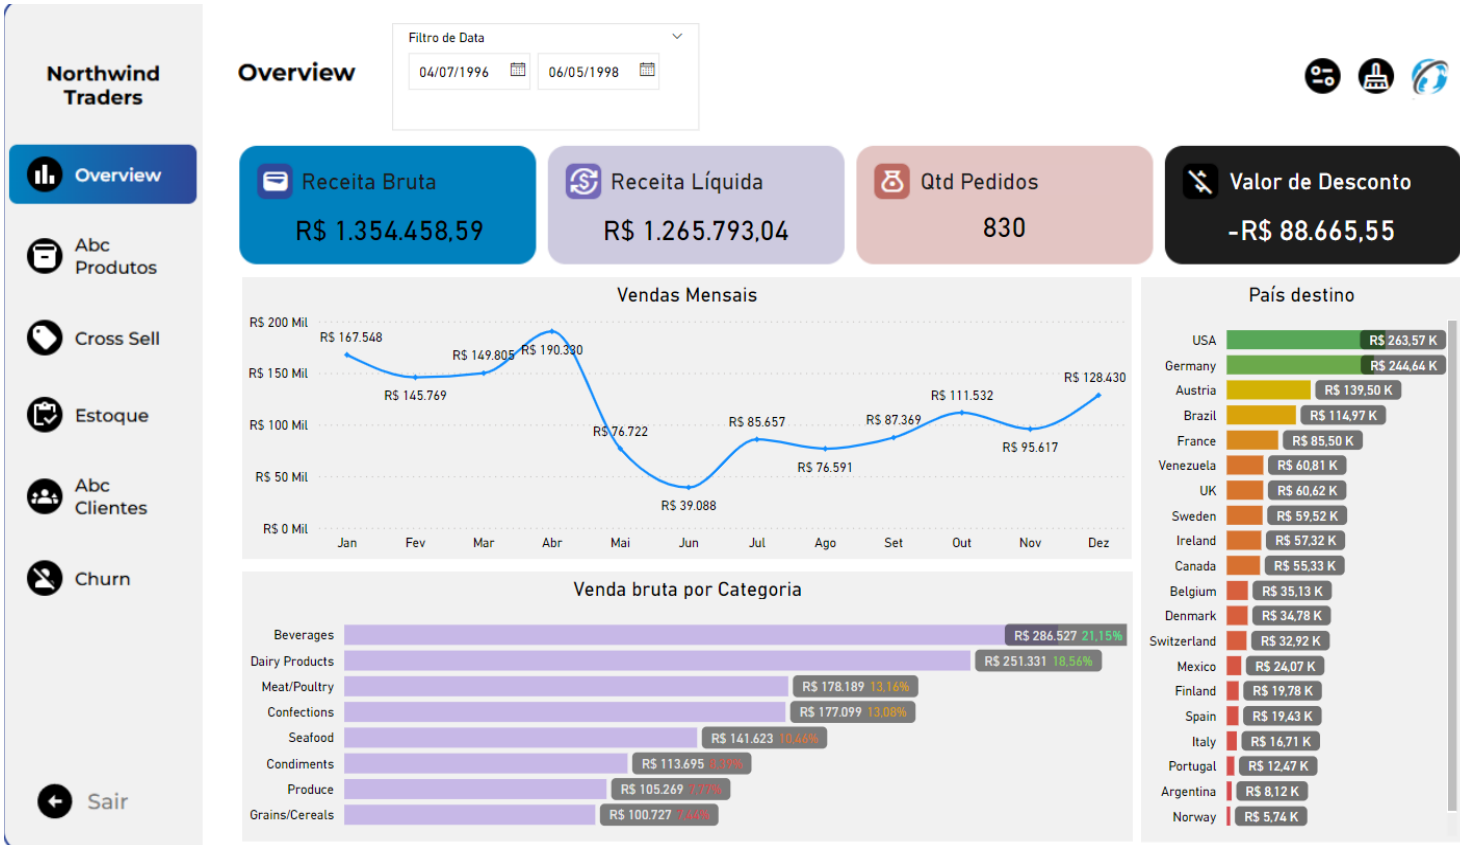 Northwind
Traders
Overview
Abc
Produtos
Cross Sell
Estoque
Abc
Clientes
Churn
Sair
Overview
Filtro de Data
04/07/1996
06/05/1998
Receita Bruta
R$ 1.354.458,59
Receita Líquida
R$ 1.265.793,04
Qtd Pedidos
830
Valor de Desconto
-R$ 88.665,55
Vendas Mensais
R$ 200 Mil
R$ 150 Mil
R$ 100 Mil
R$ 50 Mil
R$ 0 Mil
R$ 167.548
R$ 145.769
R$ 149.805
R$ 190.330
R$ 76.722
R$ 39.088
R$ 85.657
R$ 76.591
R$ 87.369
R$ 111.532
R$ 95.617
R$ 128.430
Jan Fev Mar Abr Mai Jun Jul Ago Set Out Nov Dez
Venda bruta por Categoria
Beverages R$ 286.527 21,15%
Dairy Products R$ 251.331 18,56%
Meat/Poultry R$ 178.189 13,16%
Confections R$ 177.099 13,08%
Seafood R$ 141.623 10,46%
Condiments R$ 113.695 8,39%
Produce R$ 105.269 7,77%
Grains/Cereals R$ 100.727 7,44%
País destino
USA R$ 263,57 K
Germany R$ 244,64 K
Austria R$ 139,50 K
Brazil R$ 114,97 K
France R$ 85,50 K
Venezuela R$ 60,81 K
UK R$ 60,62 K
Sweden R$ 59,52 K
Ireland R$ 57,32 K
Canada R$ 55,33 K
Belgium R$ 35,13 K
Denmark R$ 34,78 K
Switzerland R$ 32,92 K
Mexico R$ 24,07 K
Finland R$ 19,78 K
Spain R$ 19,43 K
Italy R$ 16,71 K
Portugal R$ 12,47 K
Argentina R$ 8,12 K
Norway R$ 5,74 K